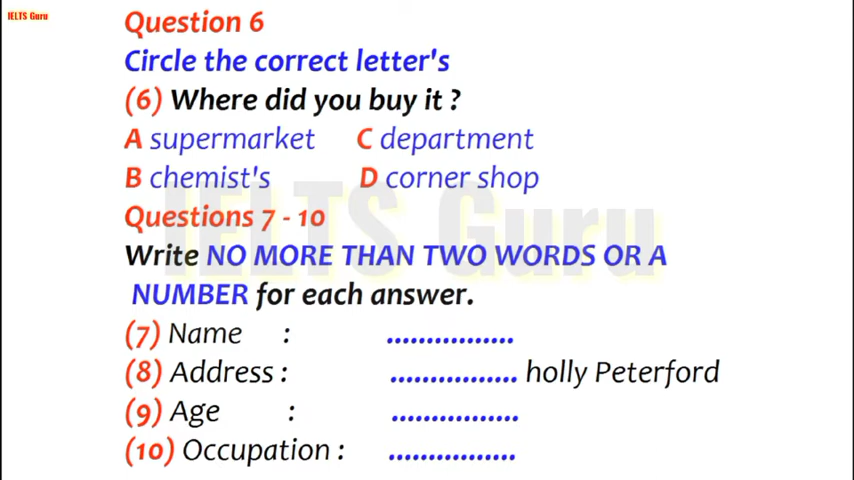 IELTS Guru
Question 6
Circle the correct letter's
(6) Where did you buy it ?
A supermarket C department
B chemist's D corner shop
IELTS Guru
Questions 7 - 10
Write NO MORE THAN TWO WORDS OR A
NUMBER for each answer.
(7) Name : ................
(8) Address : ................ holly Peterford
(9) Age : ................
(10) Occupation : ................